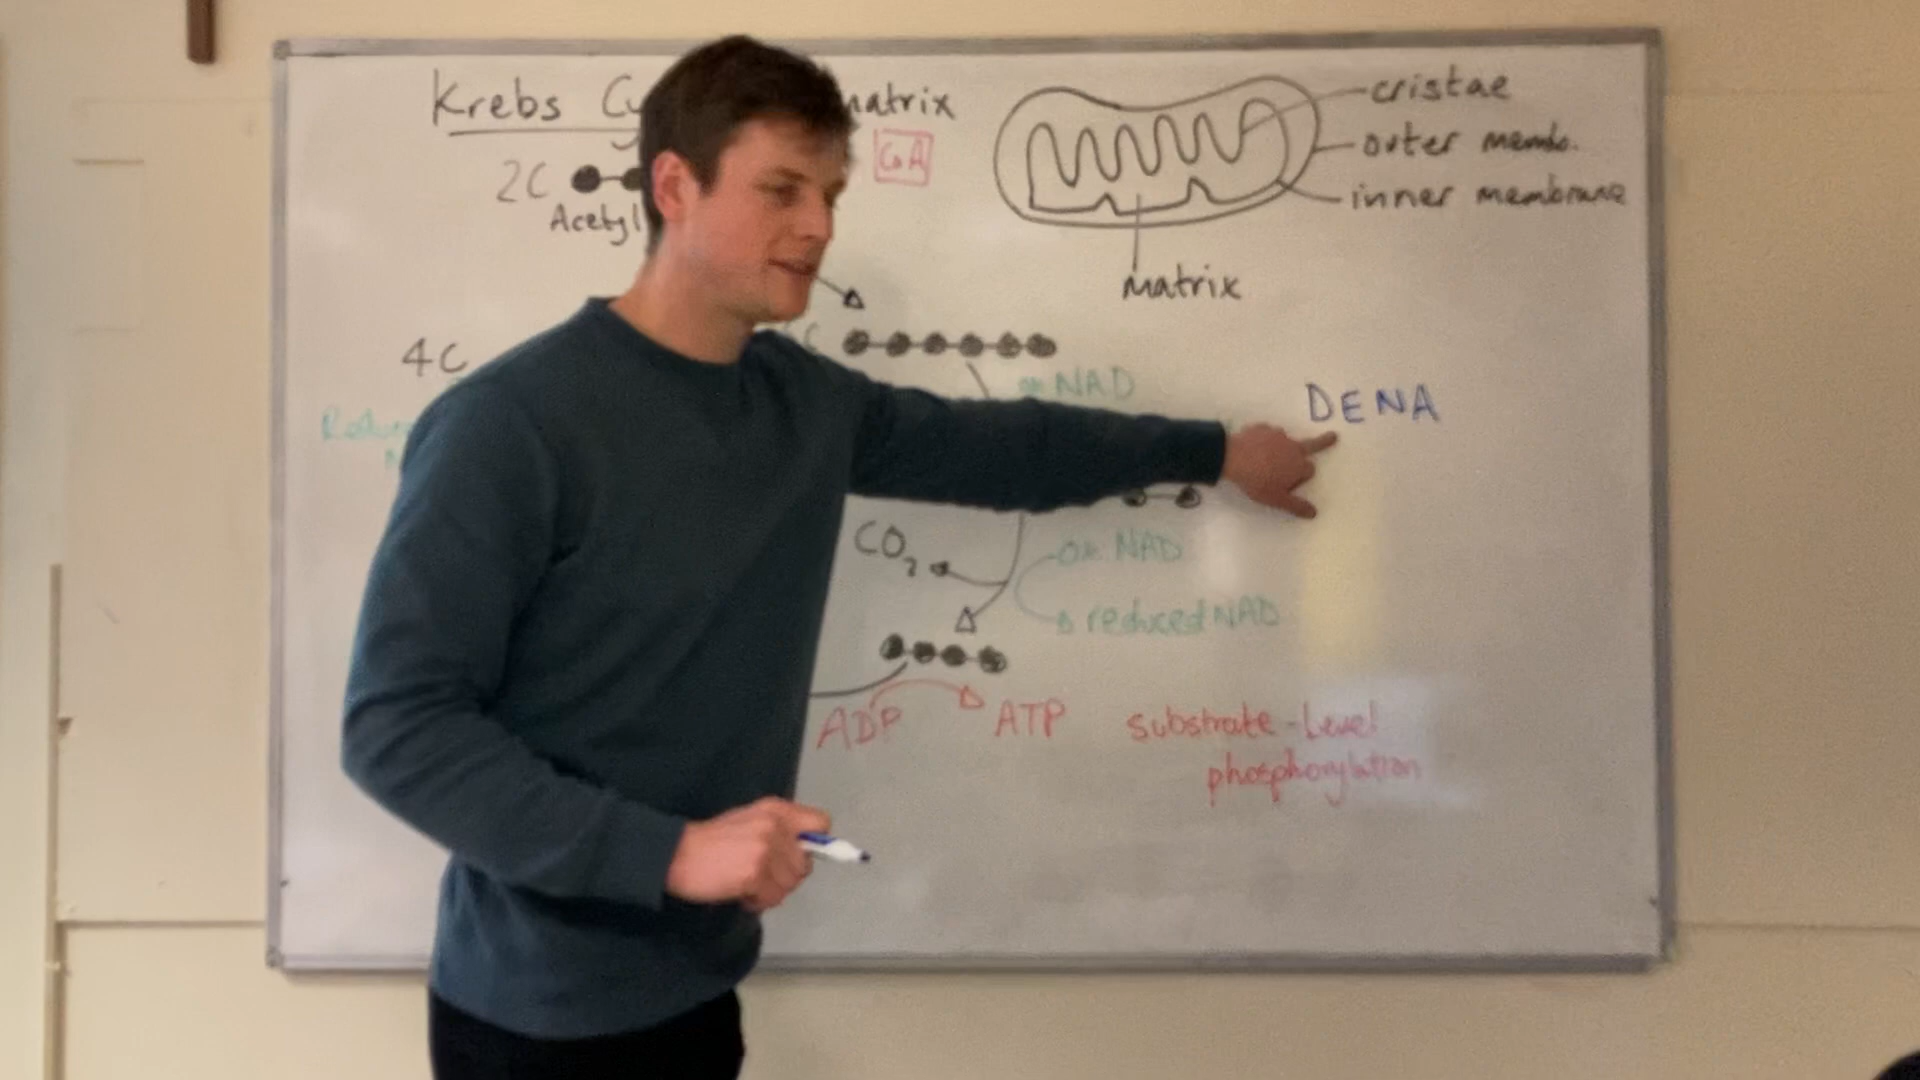 Krebs Cy matrix
CoA
2C
Acetyl
cristae
outer memb.
inner membrane
matrix
4C
C
NAD
DENA
CO2
ox. NAD
reduced NAD
ADP
ATP
substrate-level
phosphorylation